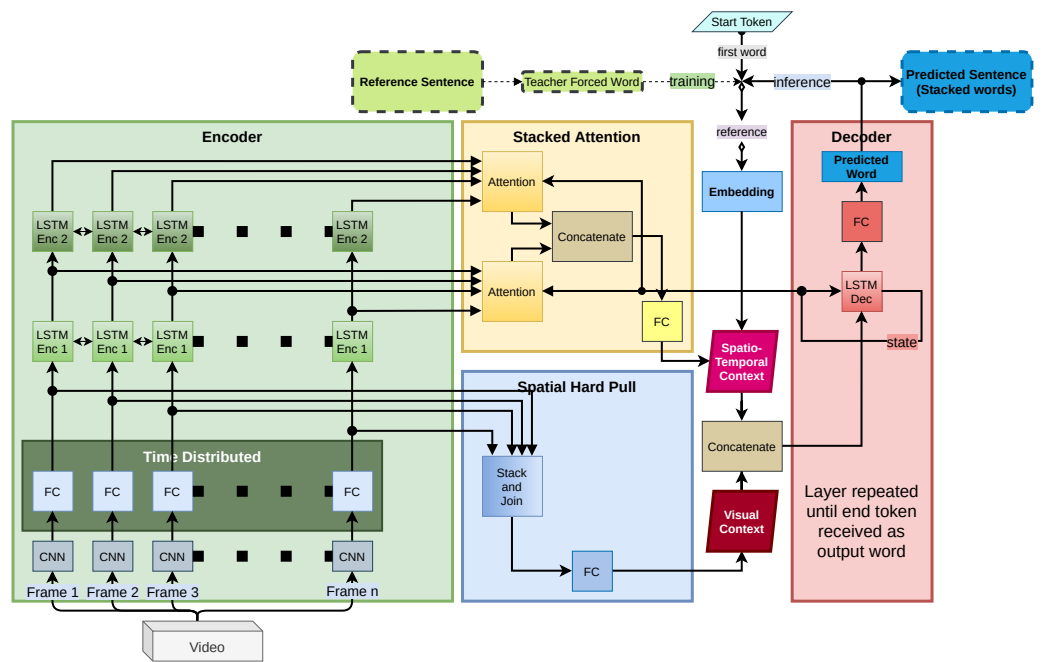 Start Token
first word
Reference Sentence
Teacher Forced Word
training
inference
Predicted Sentence
(Stacked words)
reference
Encoder
Stacked Attention
Decoder
Embedding
Predicted
Word
Attention
FC
LSTM
Enc 2
LSTM
Enc 2
LSTM
Enc 2
LSTM
Enc 2
Concatenate
Attention
LSTM
Dec
FC
LSTM
Enc 1
LSTM
Enc 1
LSTM
Enc 1
LSTM
Enc 1
state
Spatio-
Temporal
Context
Spatial Hard Pull
Concatenate
Time Distributed
FC
FC
FC
FC
Stack
and
Join
Visual
Context
Layer repeated
until end token
received as
output word
CNN
CNN
CNN
CNN
FC
Frame 1
Frame 2
Frame 3
Frame n
Video